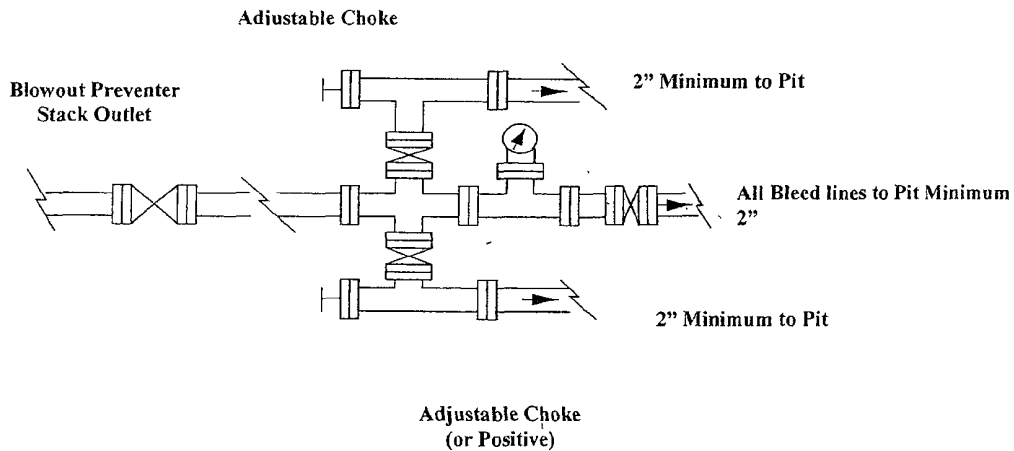 Adjustable Choke
Blowout Preventer
Stack Outlet
2” Minimum to Pit
All Bleed lines to Pit Minimum
2”
2” Minimum to Pit
Adjustable Choke
(or Positive)